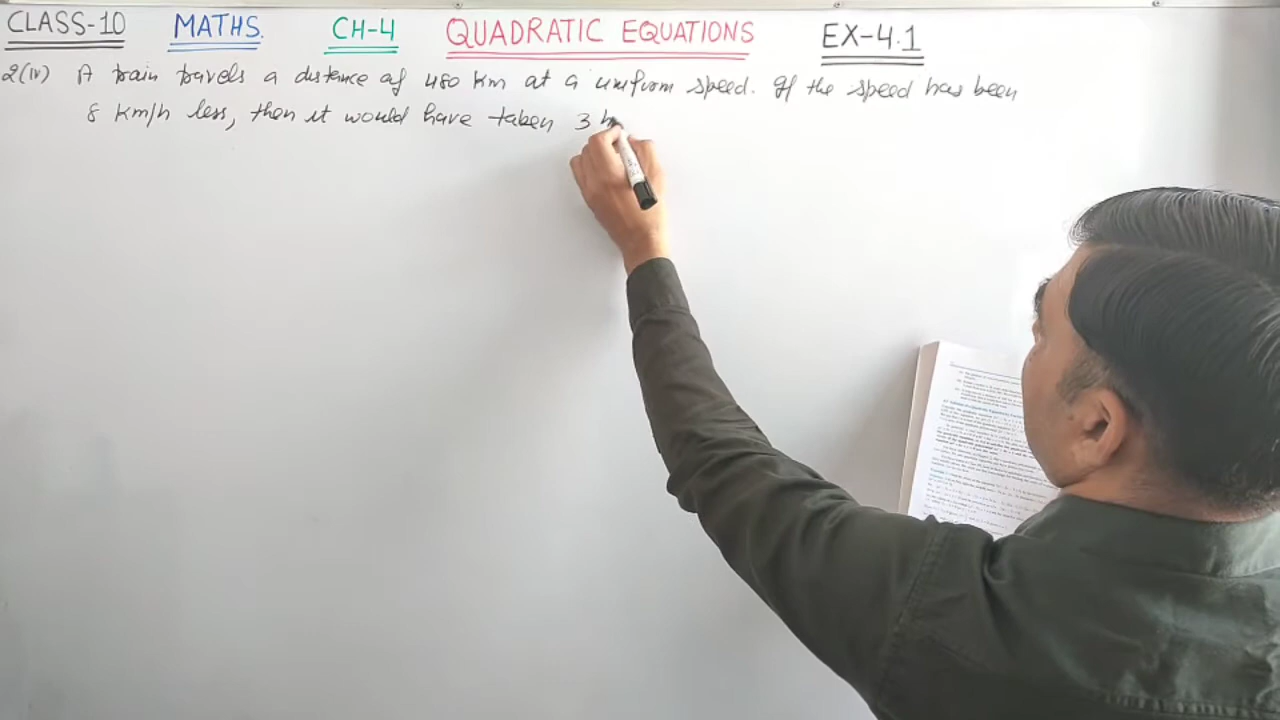 CLASS-10 MATHS. CH-4 QUADRATIC EQUATIONS EX-4.1
2(iv) A train travels a distance of 480 km at a uniform speed. If the speed has been
8 km/h less, then it would have taken 3 h